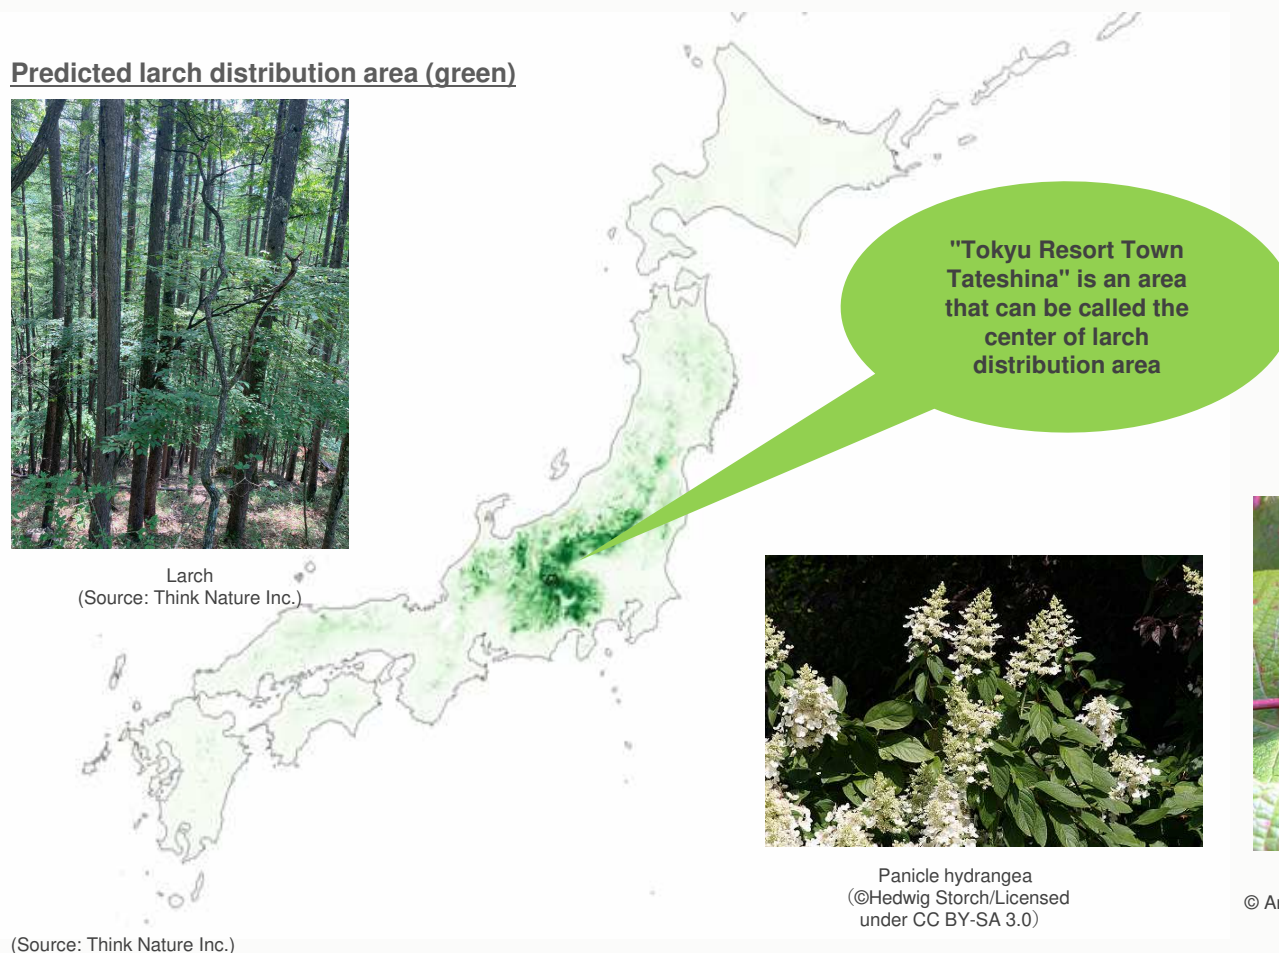 Predicted larch distribution area (green)
"Tokyu Resort Town
Tateshina" is an area
that can be called the
center of larch
distribution area
Larch
(Source: Think Nature Inc.)
Panicle hydrangea
（©Hedwig Storch/Licensed
under CC BY-SA 3.0）
©
(Source: Think Nature Inc.)